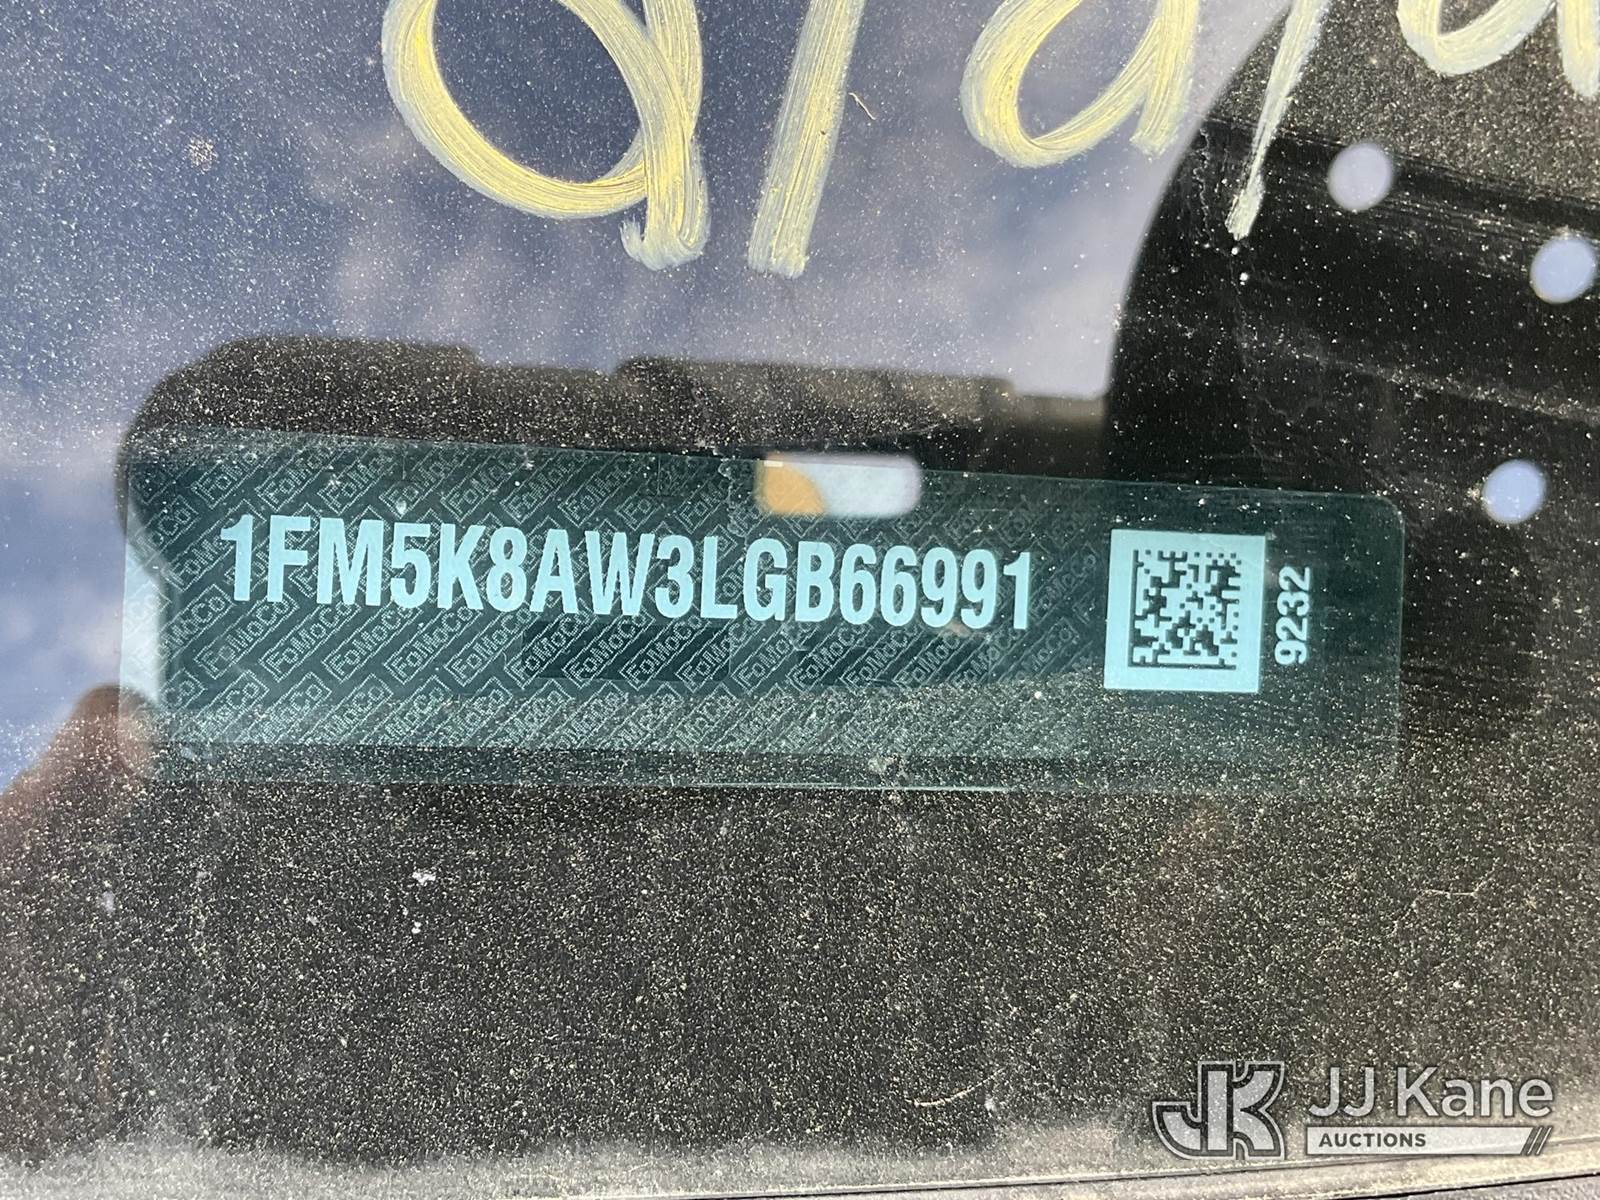 1FM5K8AW3LGB66991
9232
JJ Kane
AUCTIONS